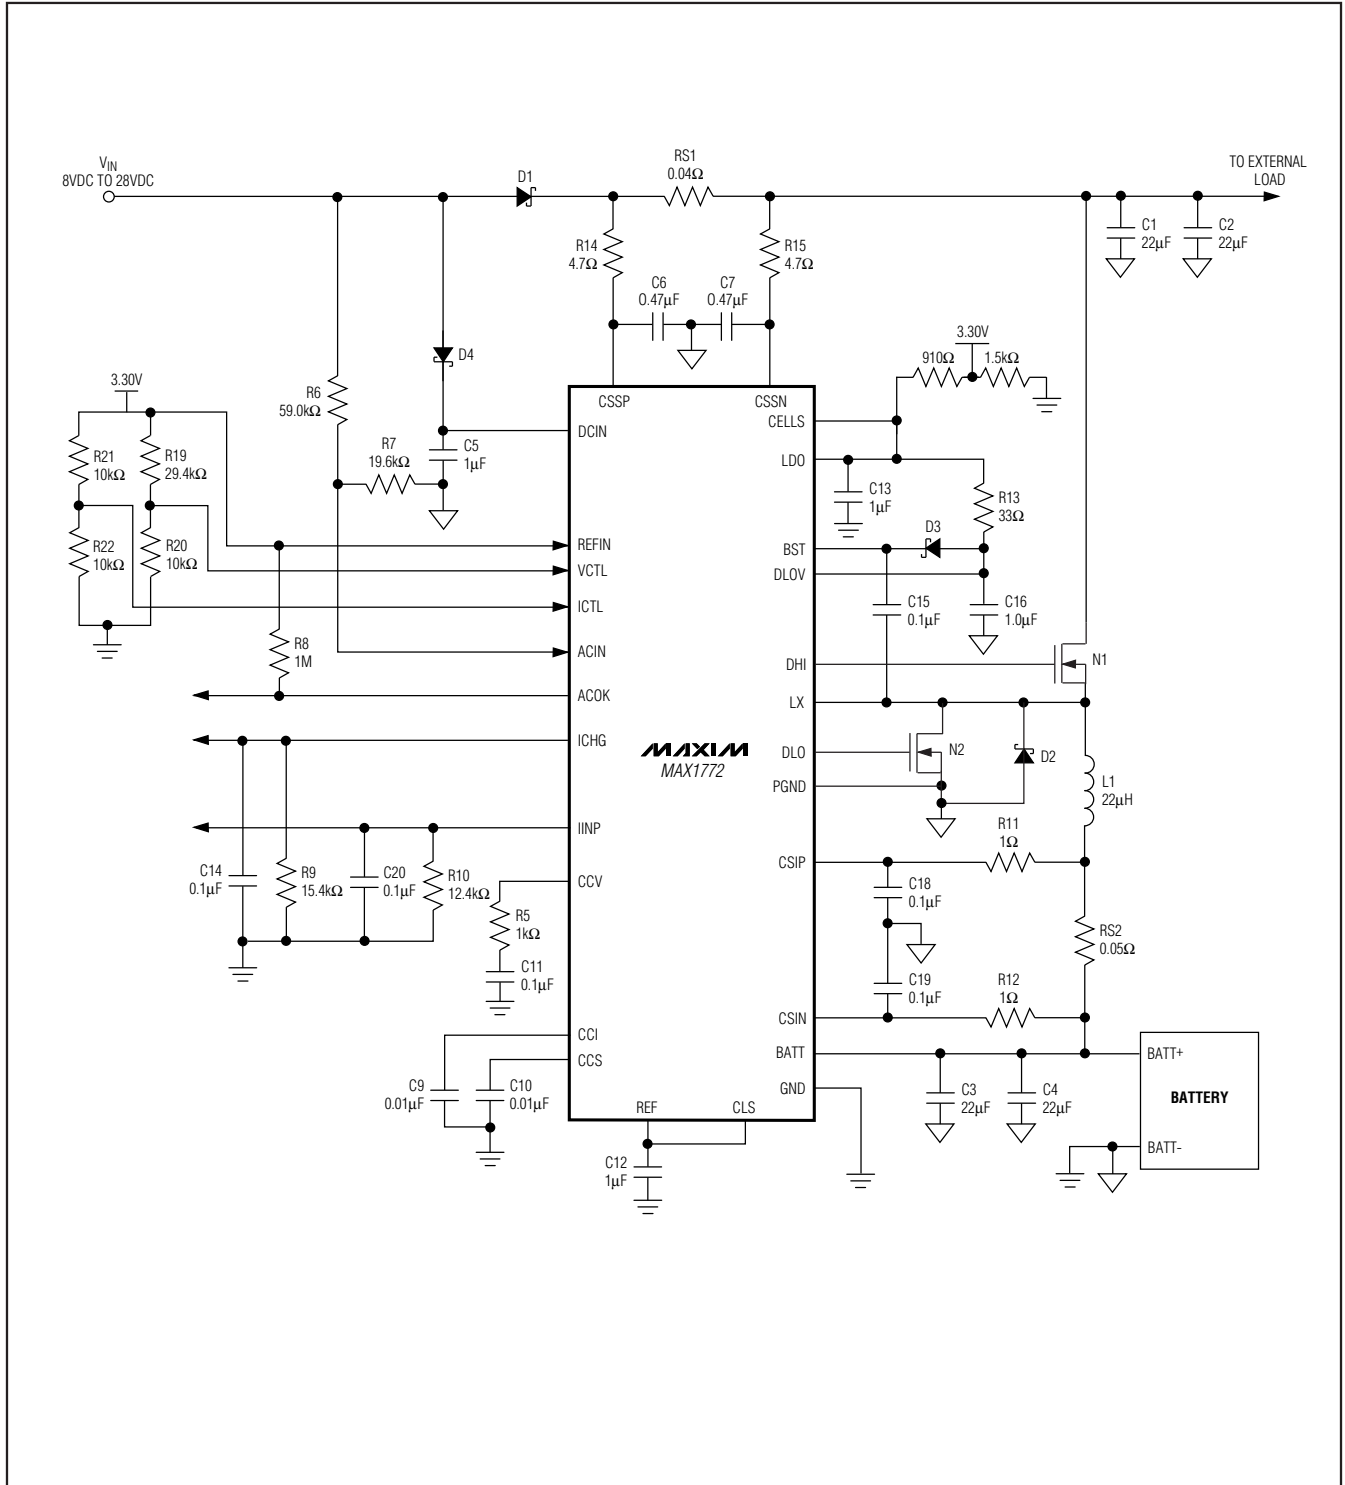 V_IN
8VDC TO 28VDC
D1
RS1
0.04Ω
TO EXTERNAL
LOAD
R14
4.7Ω
R15
4.7Ω
C1
22µF
C2
22µF
C6
0.47µF
C7
0.47µF
D4
3.30V
910Ω
1.5kΩ
3.30V
R6
59.0kΩ
CSSP
CSSN
CELLS
DCIN
R7
19.6kΩ
C5
1µF
LDO
R21
10kΩ
R19
29.4kΩ
C13
1µF
R13
33Ω
D3
R22
10kΩ
R20
10kΩ
REFIN
BST
VCTL
DLOV
ICTL
C15
0.1µF
C16
1.0µF
R8
1M
ACIN
DHI
N1
ACOK
LX
ICHG
MAXIM
MAX1772
DLO
N2
D2
PGND
L1
22µH
IINP
R11
1Ω
CSIP
C14
0.1µF
R9
15.4kΩ
C20
0.1µF
R10
12.4kΩ
CCV
C18
0.1µF
R5
1kΩ
RS2
0.05Ω
C11
0.1µF
C19
0.1µF
R12
1Ω
CSIN
CCI
BATT
BATT+
CCS
C9
0.01µF
C10
0.01µF
GND
C3
22µF
C4
22µF
BATTERY
REF
CLS
BATT-
C12
1µF